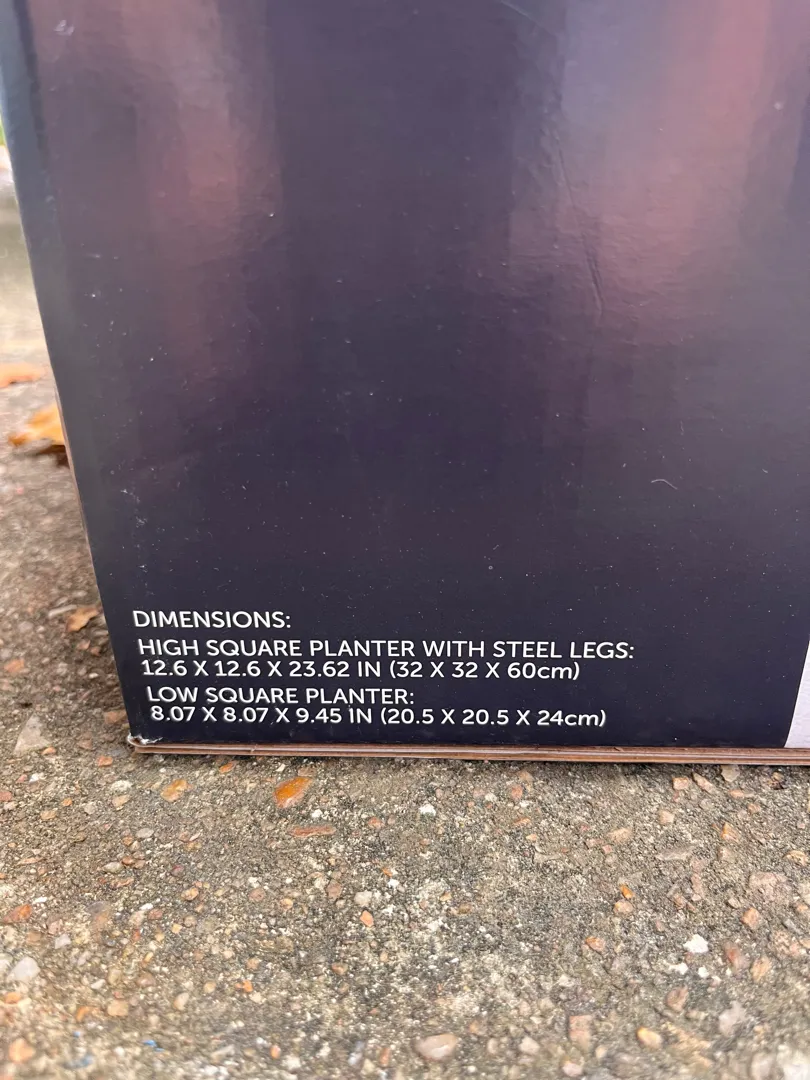 DIMENSIONS:
HIGH SQUARE PLANTER WITH STEEL LEGS:
12.6 X 12.6 X 23.62 IN (32 X 32 X 60cm)
LOW SQUARE PLANTER:
8.07 X 8.07 X 9.45 IN (20.5 X 20.5 X 24cm)